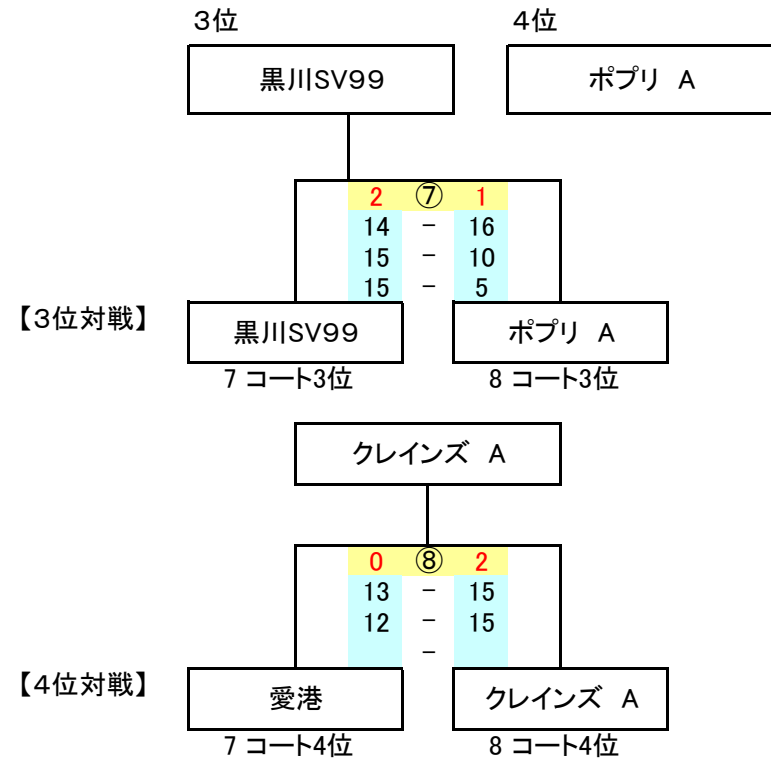 ３位 ４位
黒川SV９９ ポプリ　A
2 ⑦ 1
14 － 16
15 － 10
15 － 5
【３位対戦】 黒川SV９９ ポプリ　A
7 コート3位 8 コート3位
クレインズ　A
0 ⑧ 2
13 － 15
12 － 15
－
【４位対戦】 愛港 クレインズ　A
7 コート4位 8 コート4位